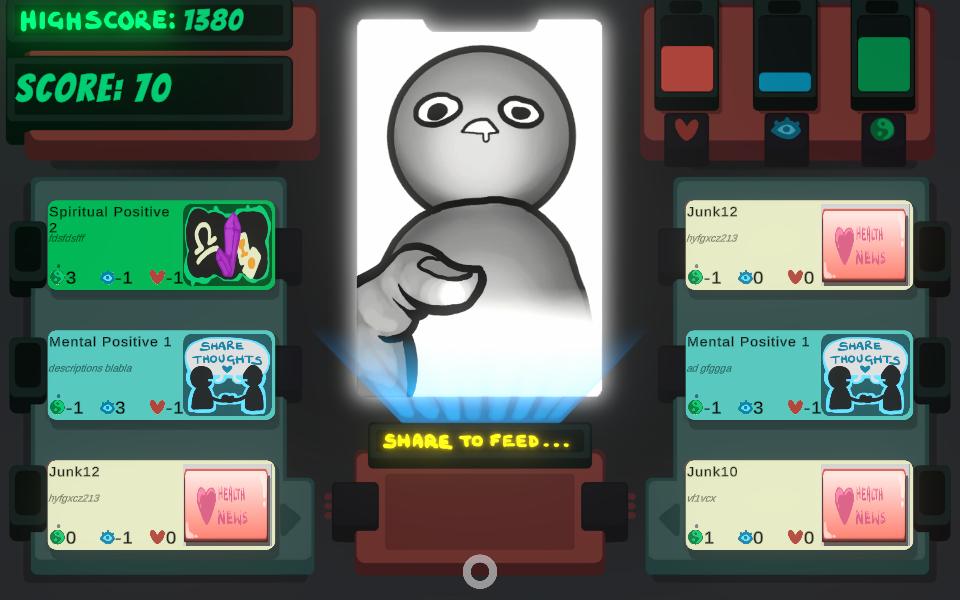 HIGHSCORE: 1380
SCORE: 70
Spiritual Positive
2
fdsfdsfff
3 -1 -1
Mental Positive 1
descriptions blabla
SHARE
THOUGHTS
-1 3 -1
Junk12
hyfgxcz213
HEALTH
NEWS
0 -1 0
SHARE TO FEED...
Junk12
hyfgxcz213
HEALTH
NEWS
-1 0 0
Mental Positive 1
ad gfggga
SHARE
THOUGHTS
-1 3 -1
Junk10
vf1vcx
HEALTH
NEWS
1 0 0